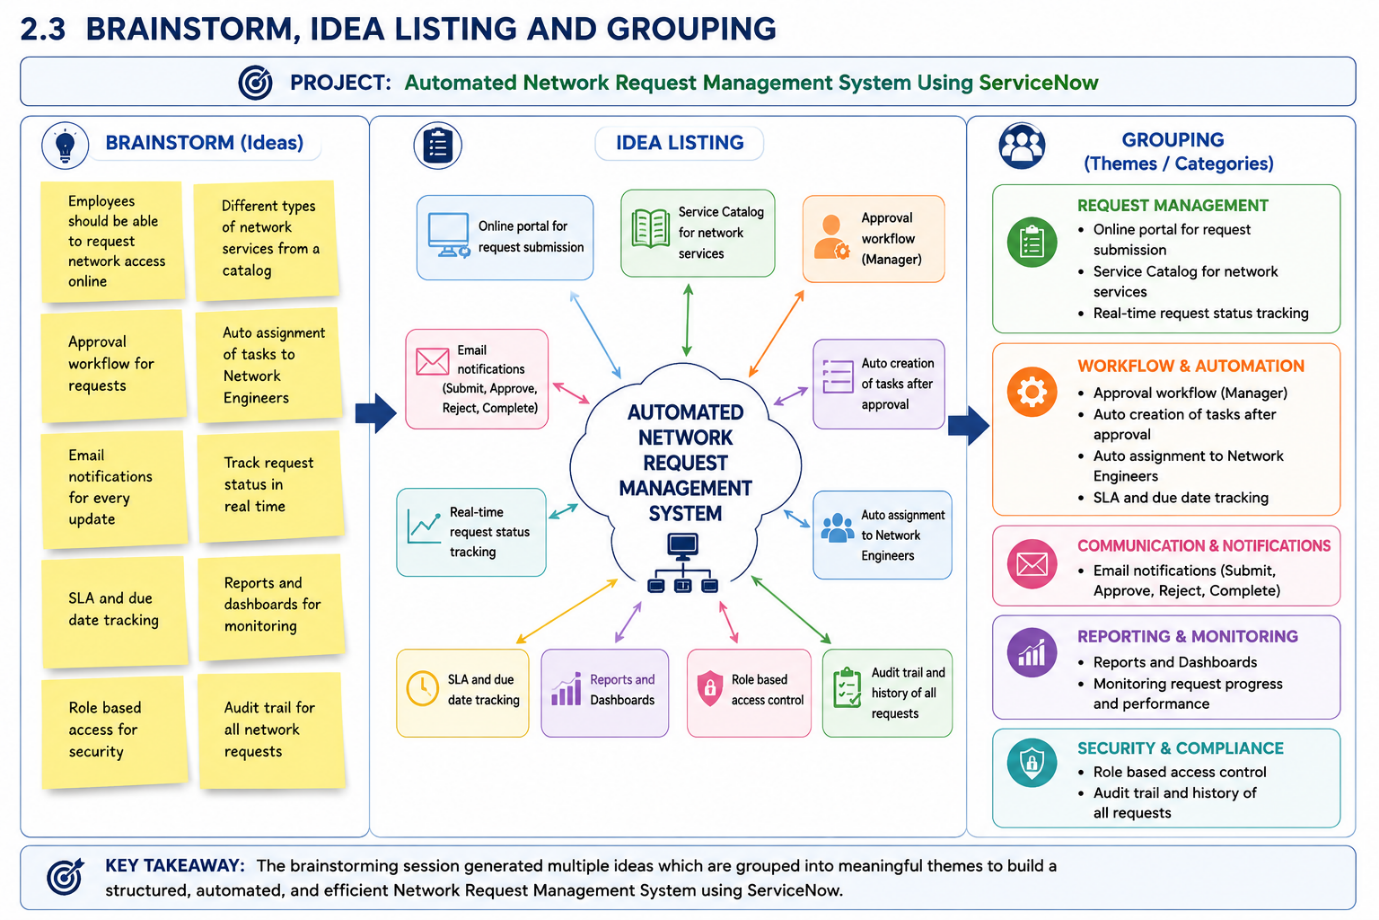 2.3 BRAINSTORM, IDEA LISTING AND GROUPING
PROJECT: Automated Network Request Management System Using ServiceNow
BRAINSTORM (Ideas)
Employees
should be able
to request
network access
online
Different types
of network
services from a
catalog
Approval
workflow for
requests
Auto assignment
of tasks to
Network
Engineers
Email
notifications
for every
update
Track request
status in
real time
SLA and due
date tracking
Reports and
dashboards for
monitoring
Role based
access for
security
Audit trail for
all network
requests
IDEA LISTING
Online portal for
request submission
Service Catalog
for network
services
Approval
workflow
(Manager)
Email
notifications
(Submit, Approve,
Reject, Complete)
Auto creation
of tasks after
approval
AUTOMATED
NETWORK
REQUEST
MANAGEMENT
SYSTEM
Real-time
request status
tracking
Auto assignment
to Network
Engineers
SLA and due
date tracking
Reports and
Dashboards
Role based
access control
Audit trail and
history of all
requests
GROUPING
(Themes / Categories)
REQUEST MANAGEMENT
• Online portal for request
submission
• Service Catalog for network
services
• Real-time request status tracking
WORKFLOW & AUTOMATION
• Approval workflow (Manager)
• Auto creation of tasks after
approval
• Auto assignment to Network
Engineers
• SLA and due date tracking
COMMUNICATION & NOTIFICATIONS
• Email notifications (Submit,
Approve, Reject, Complete)
REPORTING & MONITORING
• Reports and Dashboards
• Monitoring request progress
and performance
SECURITY & COMPLIANCE
• Role based access control
• Audit trail and history of
all requests
KEY TAKEAWAY: The brainstorming session generated multiple ideas which are grouped into meaningful themes to build a
structured, automated, and efficient Network Request Management System using ServiceNow.